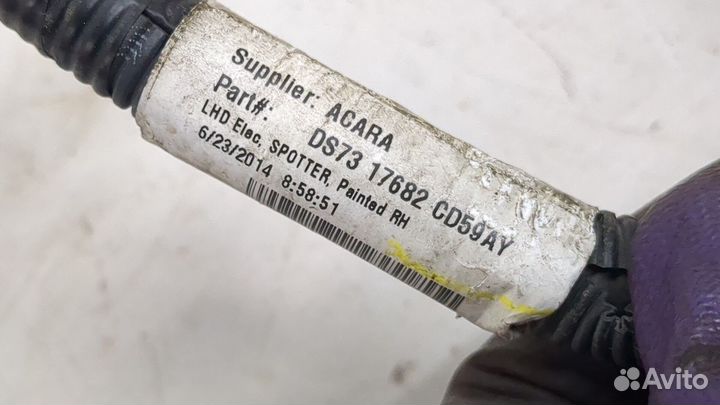 Supplier: ACARA
Part#: DS73 17682 CD59AY
LHD Elec, SPOTTER, Painted RH
6/23/2014 8:58:51
Avito